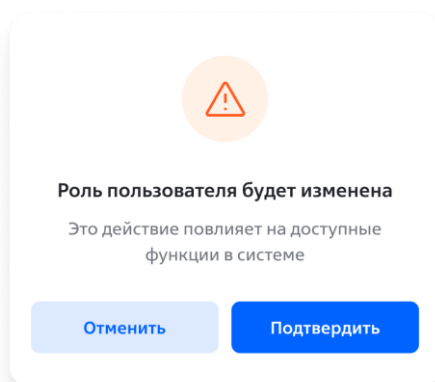 Роль пользователя будет изменена
Это действие повлияет на доступные
функции в системе
Отменить
Подтвердить